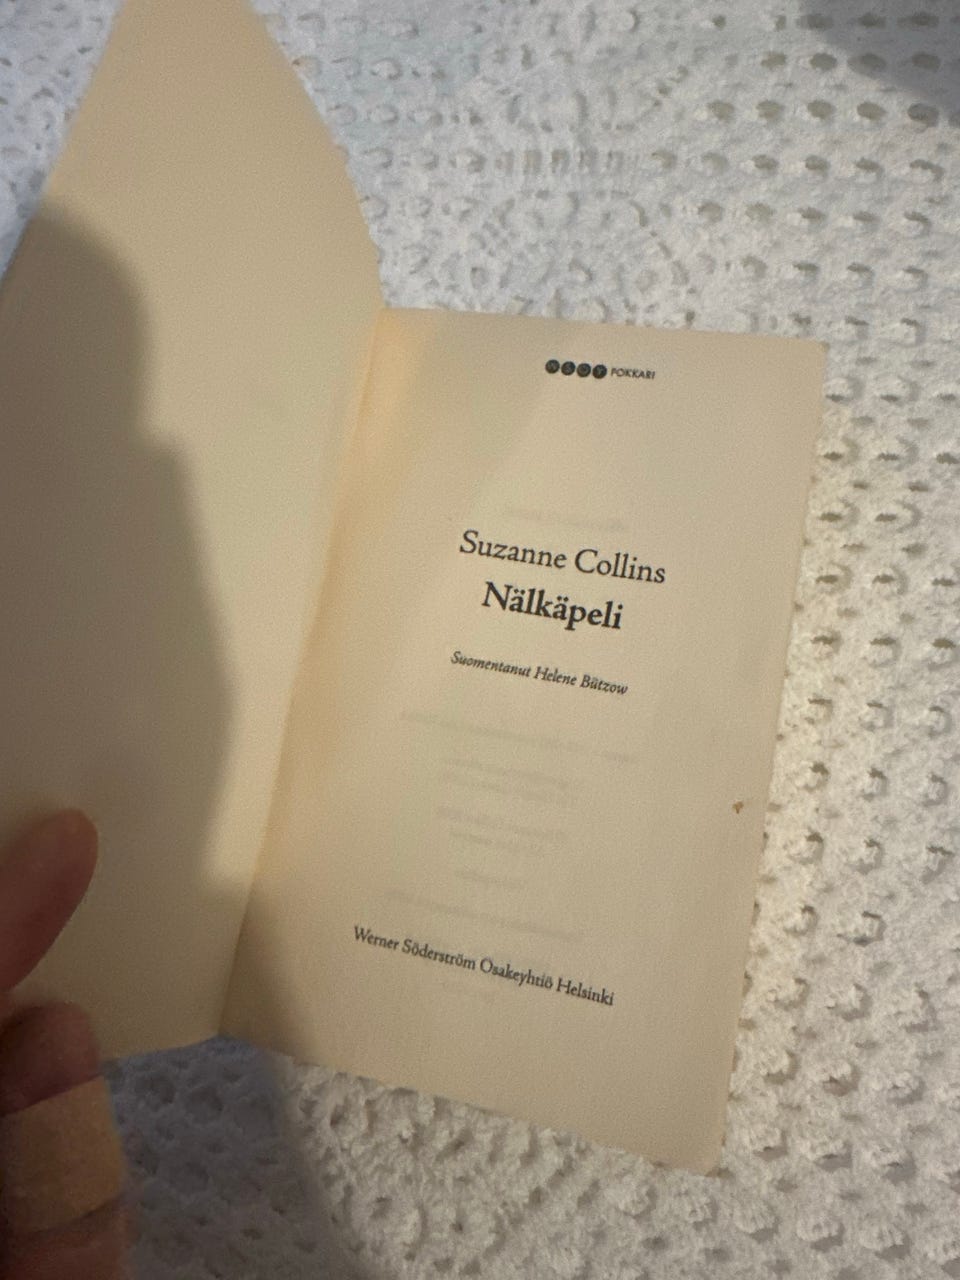 WSOY POKKARI
Suzanne Collins
Nälkäpeli
Suomentanut Helene Bützow
Werner Söderström Osakeyhtiö Helsinki